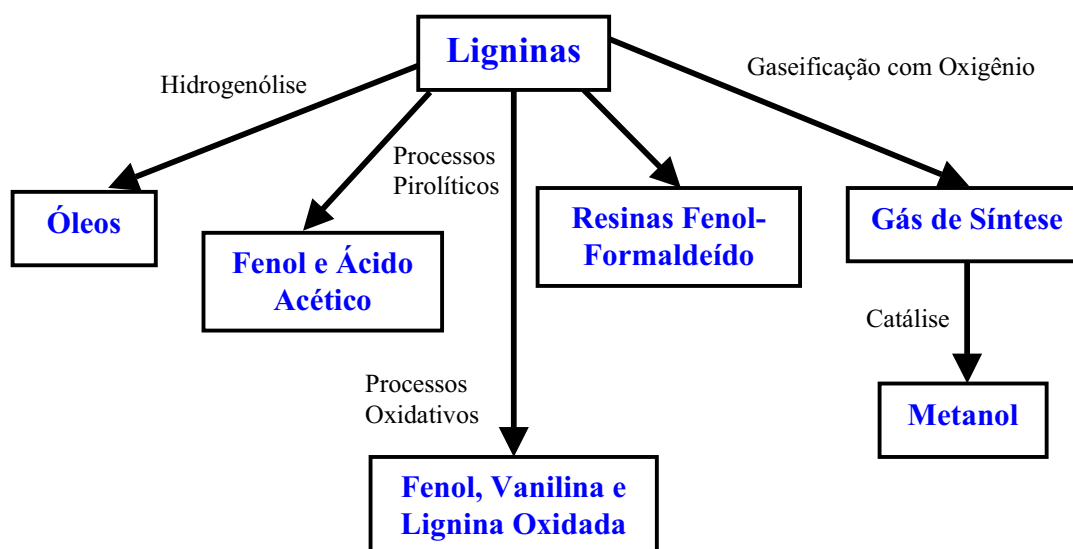 Ligninas
Hidrogenólise
Gaseificação com Oxigênio
Processos
Pirolíticos
Óleos
Fenol e Ácido
Acético
Resinas Fenol-
Formaldeído
Gás de Síntese
Catálise
Processos
Oxidativos
Metanol
Fenol, Vanilina e
Lignina Oxidada